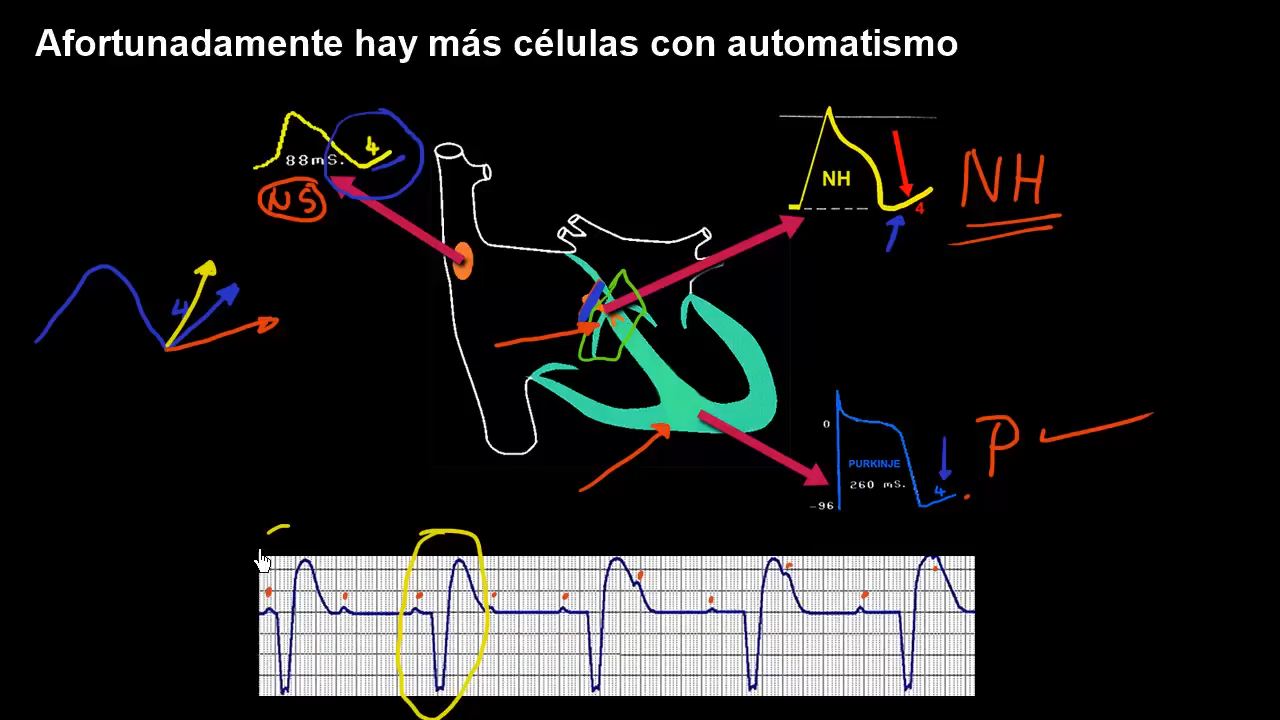 Afortunadamente hay más células con automatismo
4
88mS.
NS
NH
4
NH
4
0
PURKINJE
260 mS.
4
-96
P